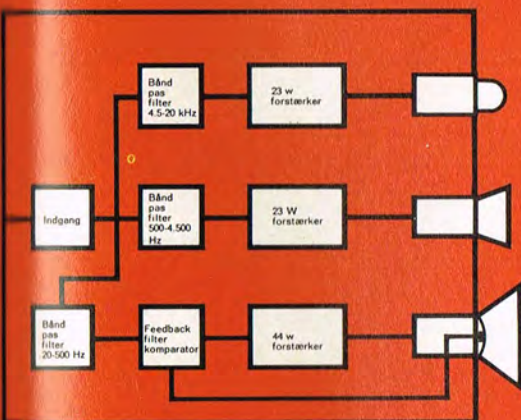 Bånd
pas
filter
4.5-20 kHz
23 w
forstærker
Indgang
Bånd
pas
filter
500-4.500
Hz
23 W
forstærker
Bånd
pas
filter
20-500 Hz
Feedback
filter
komparator
44 w
forstærker